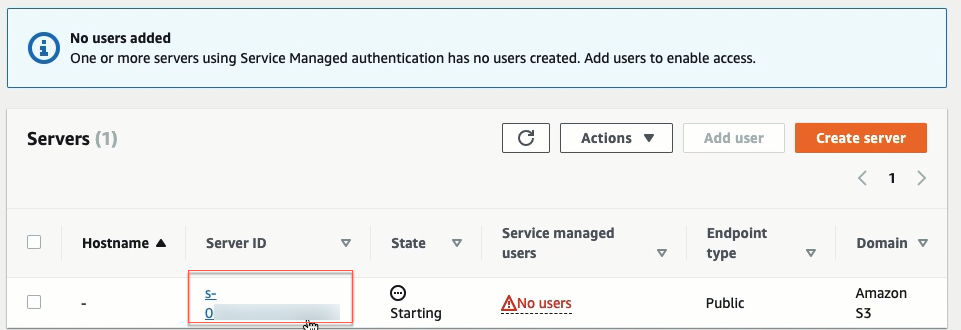 No users added
One or more servers using Service Managed authentication has no users created. Add users to enable access.
Servers (1)
Actions
Add user
Create server
1
Hostname
Server ID
State
Service managed
users
Endpoint
type
Domain
-
s-
0
Starting
No users
Public
Amazon
S3